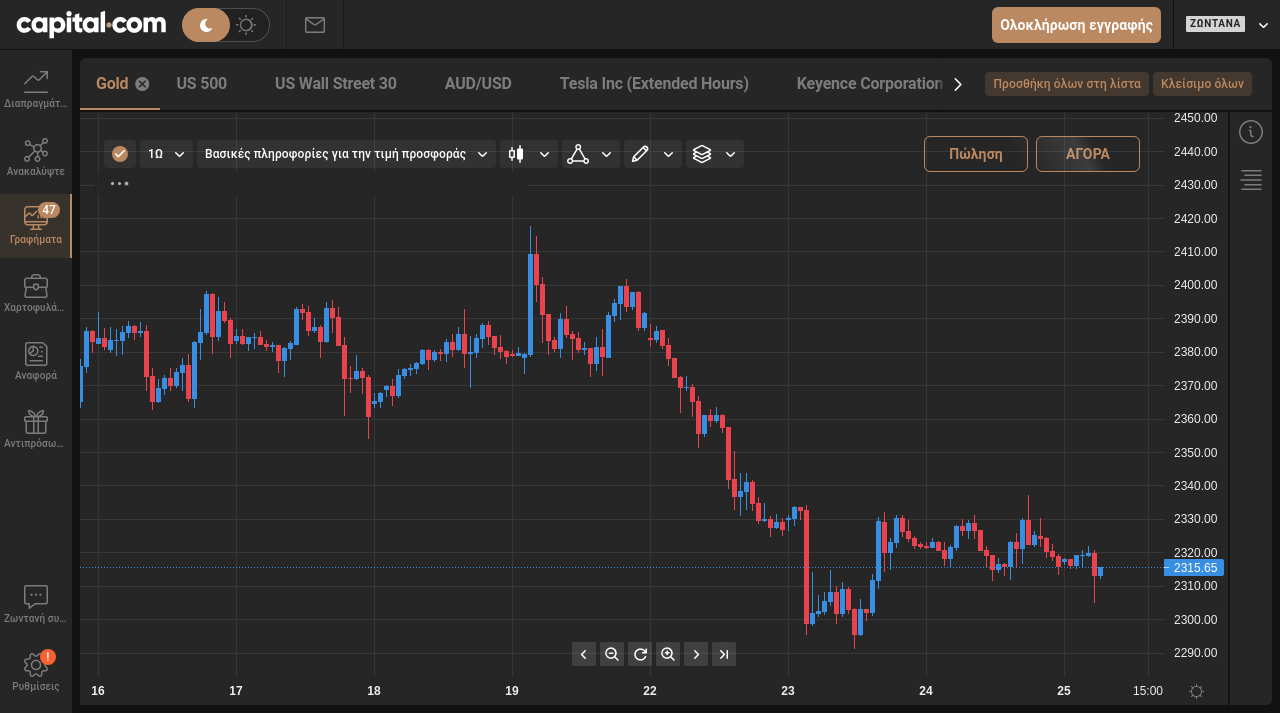 capital.com
Ολοκλήρωση εγγραφής
ΖΩΝΤΑΝΑ
Διαπραγμάτ...
Ανακαλύψτε
47
Γραφήματα
Χαρτοφυλά...
Αναφορά
Αντιπρόσω...
Ζωντανή συ...
!
Ρυθμίσεις
Gold
US 500
US Wall Street 30
AUD/USD
Tesla Inc (Extended Hours)
Keyence Corporation
Προσθήκη όλων στη λίστα
Κλείσιμο όλων
1Ω
Βασικές πληροφορίες για την τιμή προσφοράς
Πώληση
ΑΓΟΡΑ
2450.00
2440.00
2430.00
2420.00
2410.00
2400.00
2390.00
2380.00
2370.00
2360.00
2350.00
2340.00
2330.00
2320.00
2315.65
2310.00
2300.00
2290.00
16 17 18 19 22 23 24 25 15:00